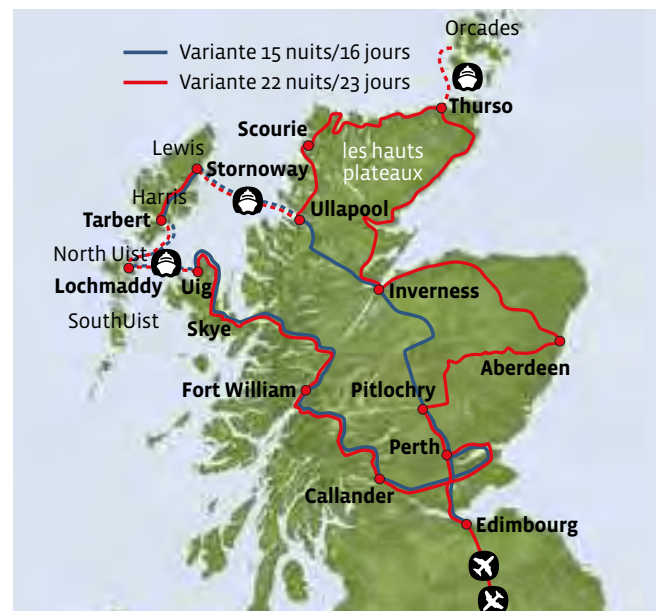 Orcades
Variante 15 nuits/16 jours
Variante 22 nuits/23 jours
Thurso
Scourie
Lewis
les hauts
plateaux
Stornoway
Harris
Tarbert
Ullapool
North Uist
Lochmaddy
Uig
Inverness
SouthUist
Skye
Aberdeen
Fort William
Pitlochry
Perth
Callander
Edimbourg